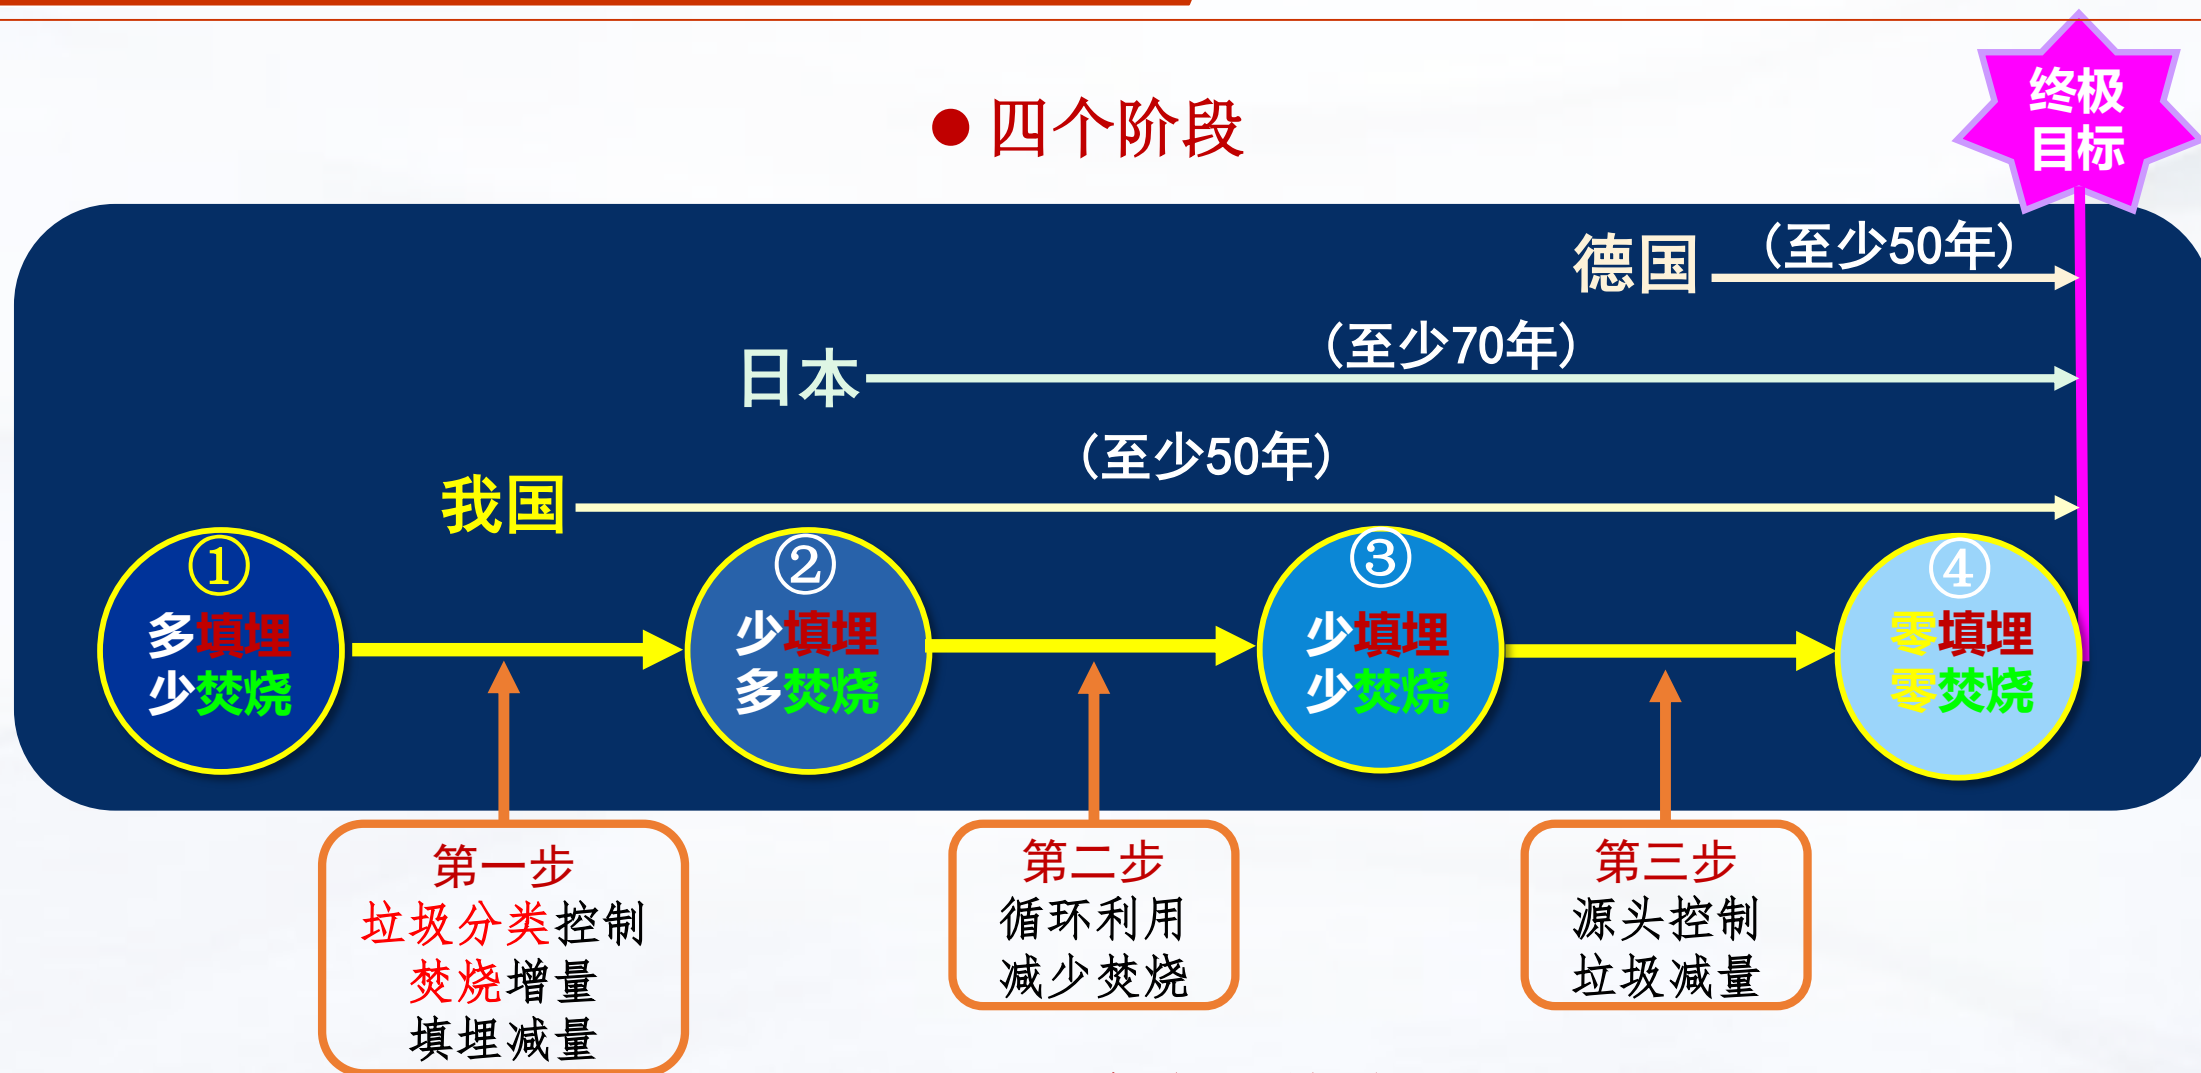 ● 四个阶段
终极
目标
德国 (至少50年)
日本 (至少70年)
我国 (至少50年)
①
多填埋
少焚烧
②
少填埋
多焚烧
③
少填埋
少焚烧
④
零填埋
零焚烧
第一步
垃圾分类控制
焚烧增量
填埋减量
第二步
循环利用
减少焚烧
第三步
源头控制
垃圾减量